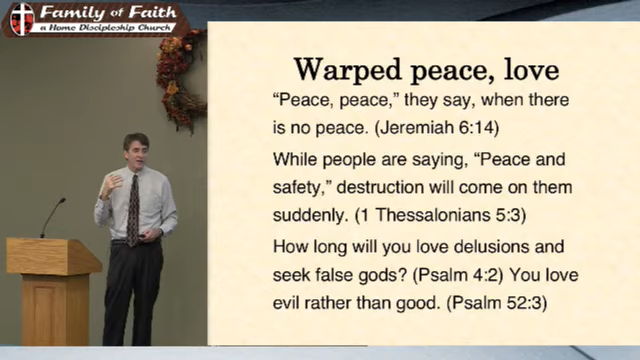 Family of Faith
a Home Discipleship Church
Warped peace, love
“Peace, peace,” they say, when there
is no peace. (Jeremiah 6:14)
While people are saying, “Peace and
safety,” destruction will come on them
suddenly. (1 Thessalonians 5:3)
How long will you love delusions and
seek false gods? (Psalm 4:2) You love
evil rather than good. (Psalm 52:3)